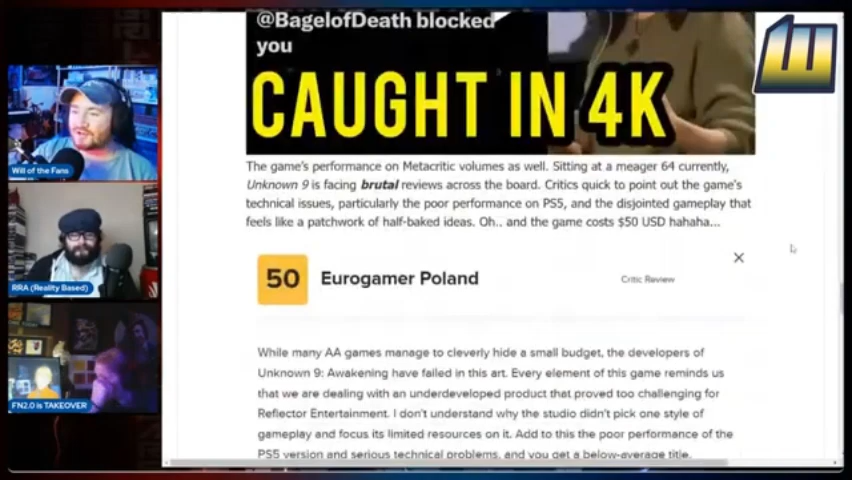 @BagelofDeath blocked
you
CAUGHT IN 4K
Will of the Fans
The game's performance on Metacritic volumes as well. Sitting at a meager 64 currently,
Unknown 9 is facing brutal reviews across the board. Critics quick to point out the game's
technical issues, particularly the poor performance on PS5, and the disjointed gameplay that
feels like a patchwork of half-baked ideas. Oh.. and the game costs $50 USD hahaha...
RRA (Reality Based)
50 Eurogamer Poland Critic Review
While many AA games manage to cleverly hide a small budget, the developers of
Unknown 9: Awakening have failed in this art. Every element of this game reminds us
that we are dealing with an underdeveloped product that proved too challenging for
Reflector Entertainment. I don't understand why the studio didn't pick one style of
FN2.0 is TAKEOVER
gameplay and focus its limited resources on it. Add to this the poor performance of the
PS5 version and serious technical problems, and you get a below-average title.